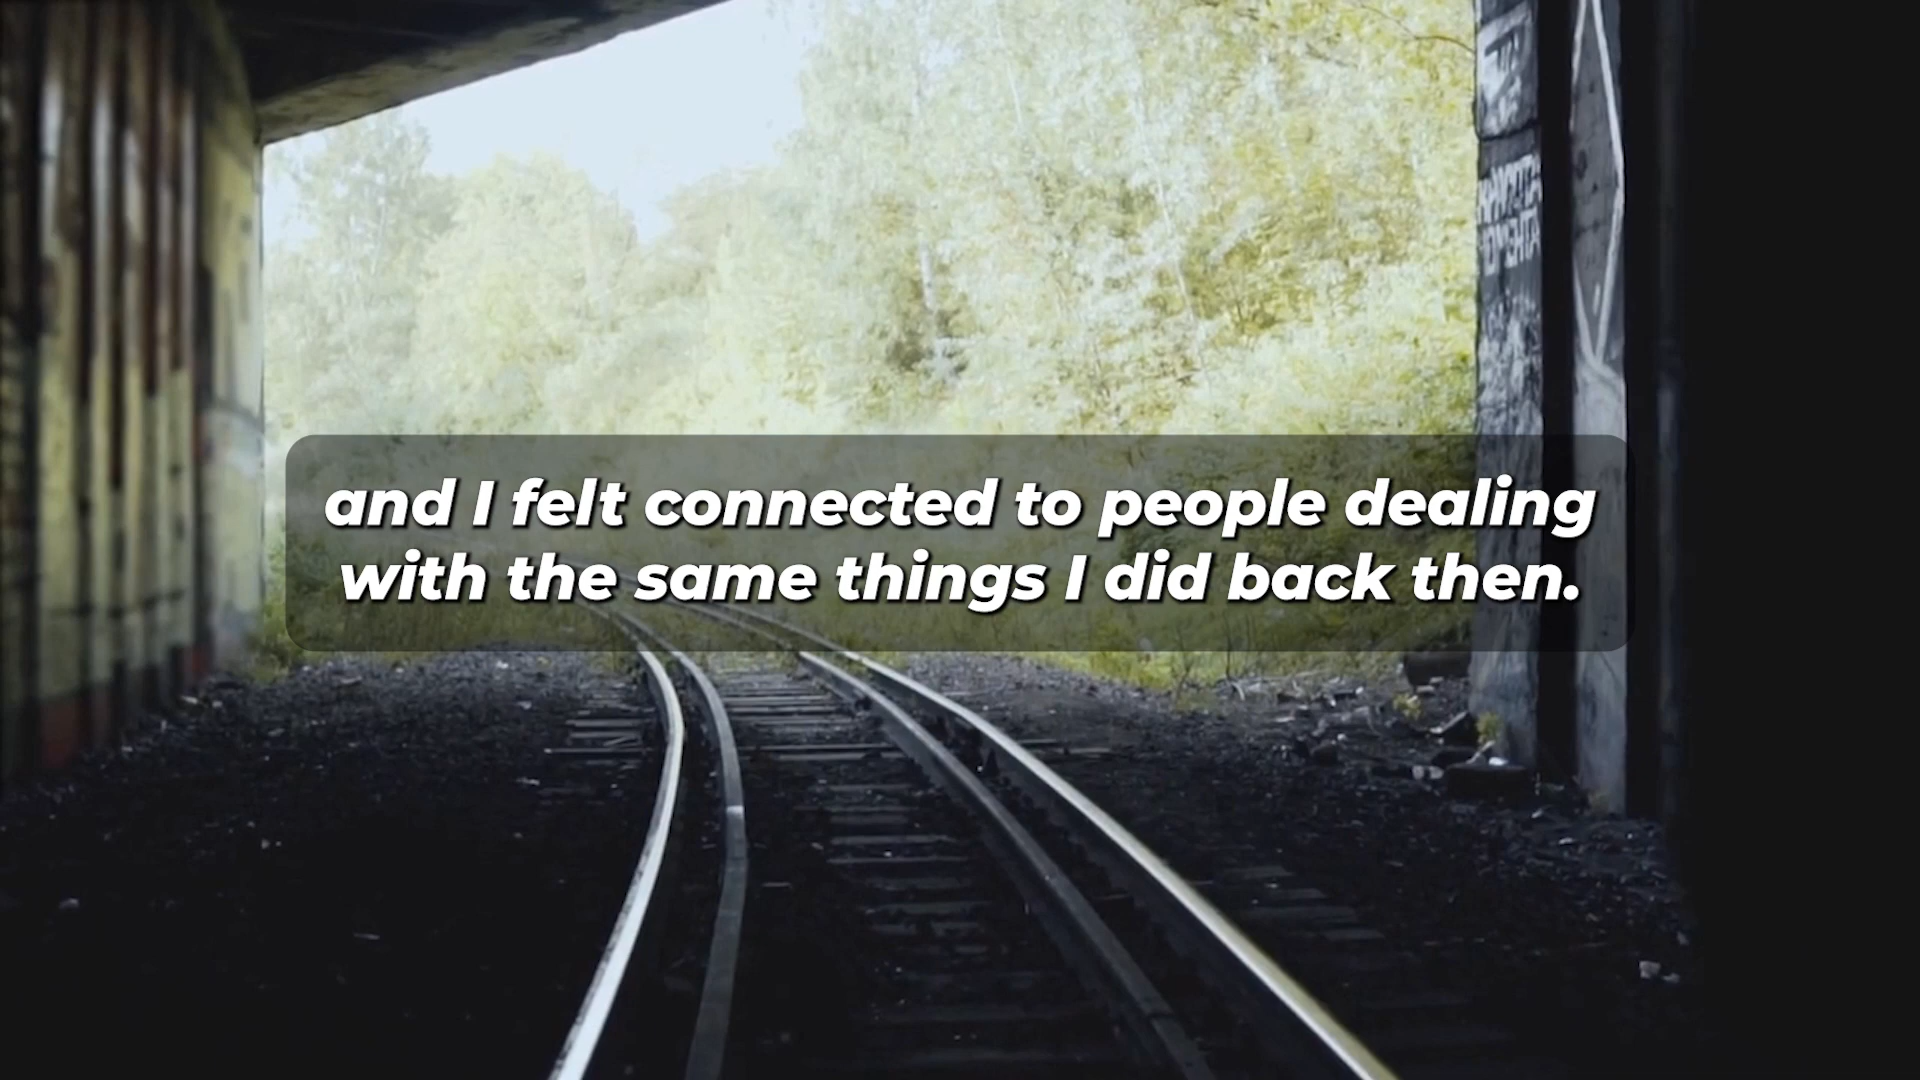 and I felt connected to people dealing
with the same things I did back then.